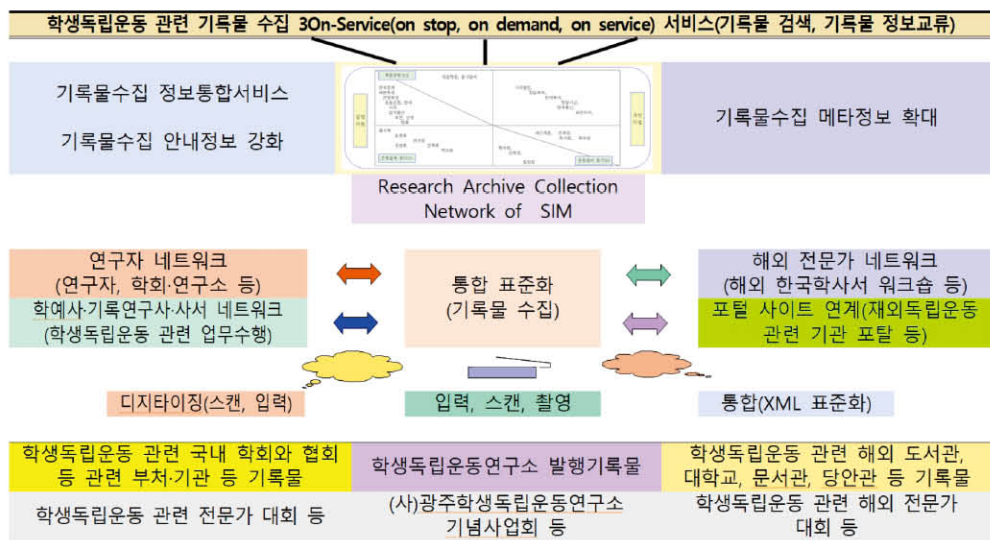 학생독립운동 관련 기록물 수집 3On-Service(on stop, on demand, on service) 서비스(기록물 검색, 기록물 정보교류)
기록물수집 정보통합서비스
기록물수집 안내정보 강화
기록물수집 메타정보 확대
Research Archive Collection
Network of SIM
연구자 네트워크
(연구자, 학회·연구소 등)
학예사·기록연구사·사서 네트워크
(학생독립운동 관련 업무수행)
통합 표준화
(기록물 수집)
해외 전문가 네트워크
(해외 한국학사서 워크숍 등)
포털 사이트 연계(재외독립운동
관련 기관 포탈 등)
디지타이징(스캔, 입력)
입력, 스캔, 촬영
통합(XML 표준화)
학생독립운동 관련 국내 학회와 협회
등 관련 부처·기관 등 기록물
학생독립운동연구소 발행기록물
학생독립운동 관련 해외 도서관,
대학교, 문서관, 당안관 등 기록물
학생독립운동 관련 전문가 대회 등
(사)광주학생독립운동연구소
기념사업회 등
학생독립운동 관련 해외 전문가
대회 등